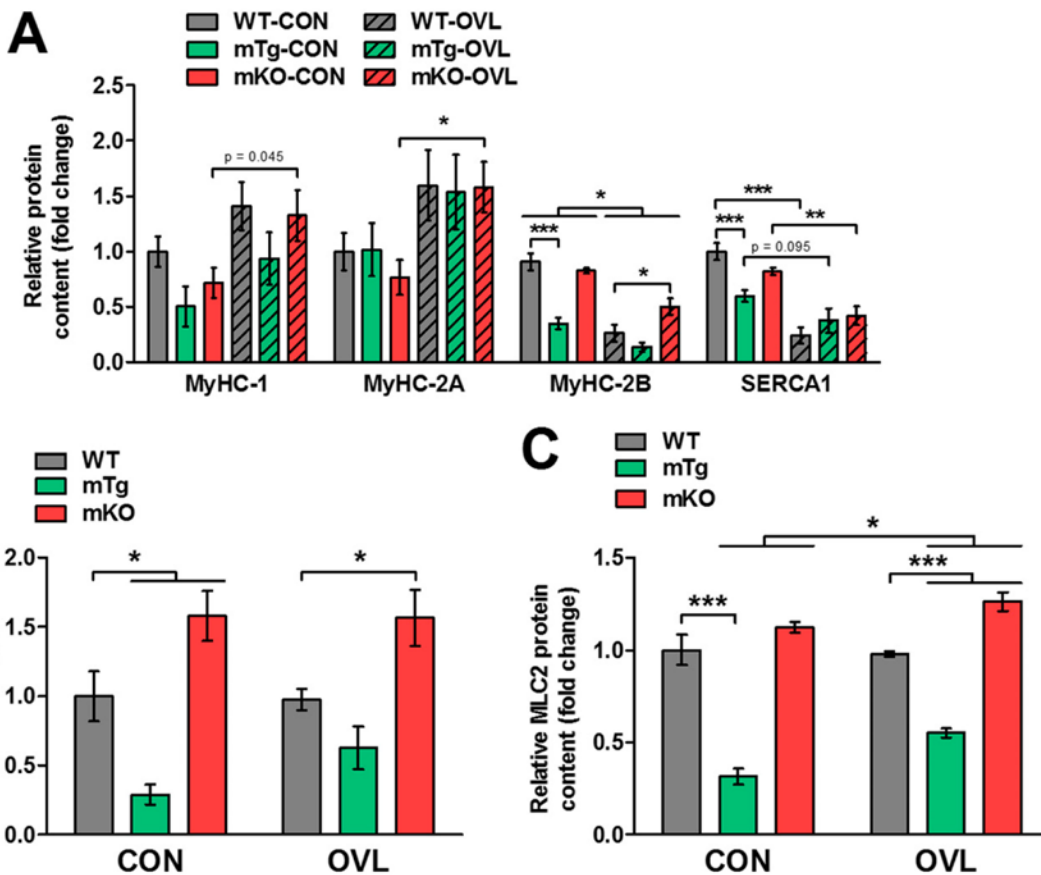 A
WT-CON WT-OVL
mTg-CON mTg-OVL
mKO-CON mKO-OVL
Relative protein
content (fold change)
2.5
2.0
1.5
1.0
0.5
0.0
p = 0.045
*
*
***
*
***
***
**
p = 0.095
MyHC-1 MyHC-2A MyHC-2B SERCA1
WT
mTg
mKO
2.0
1.5
1.0
0.5
0.0
*
*
CON OVL
C
WT
mTg
mKO
Relative MLC2 protein
content (fold change)
1.5
1.0
0.5
0.0
*
***
***
CON OVL